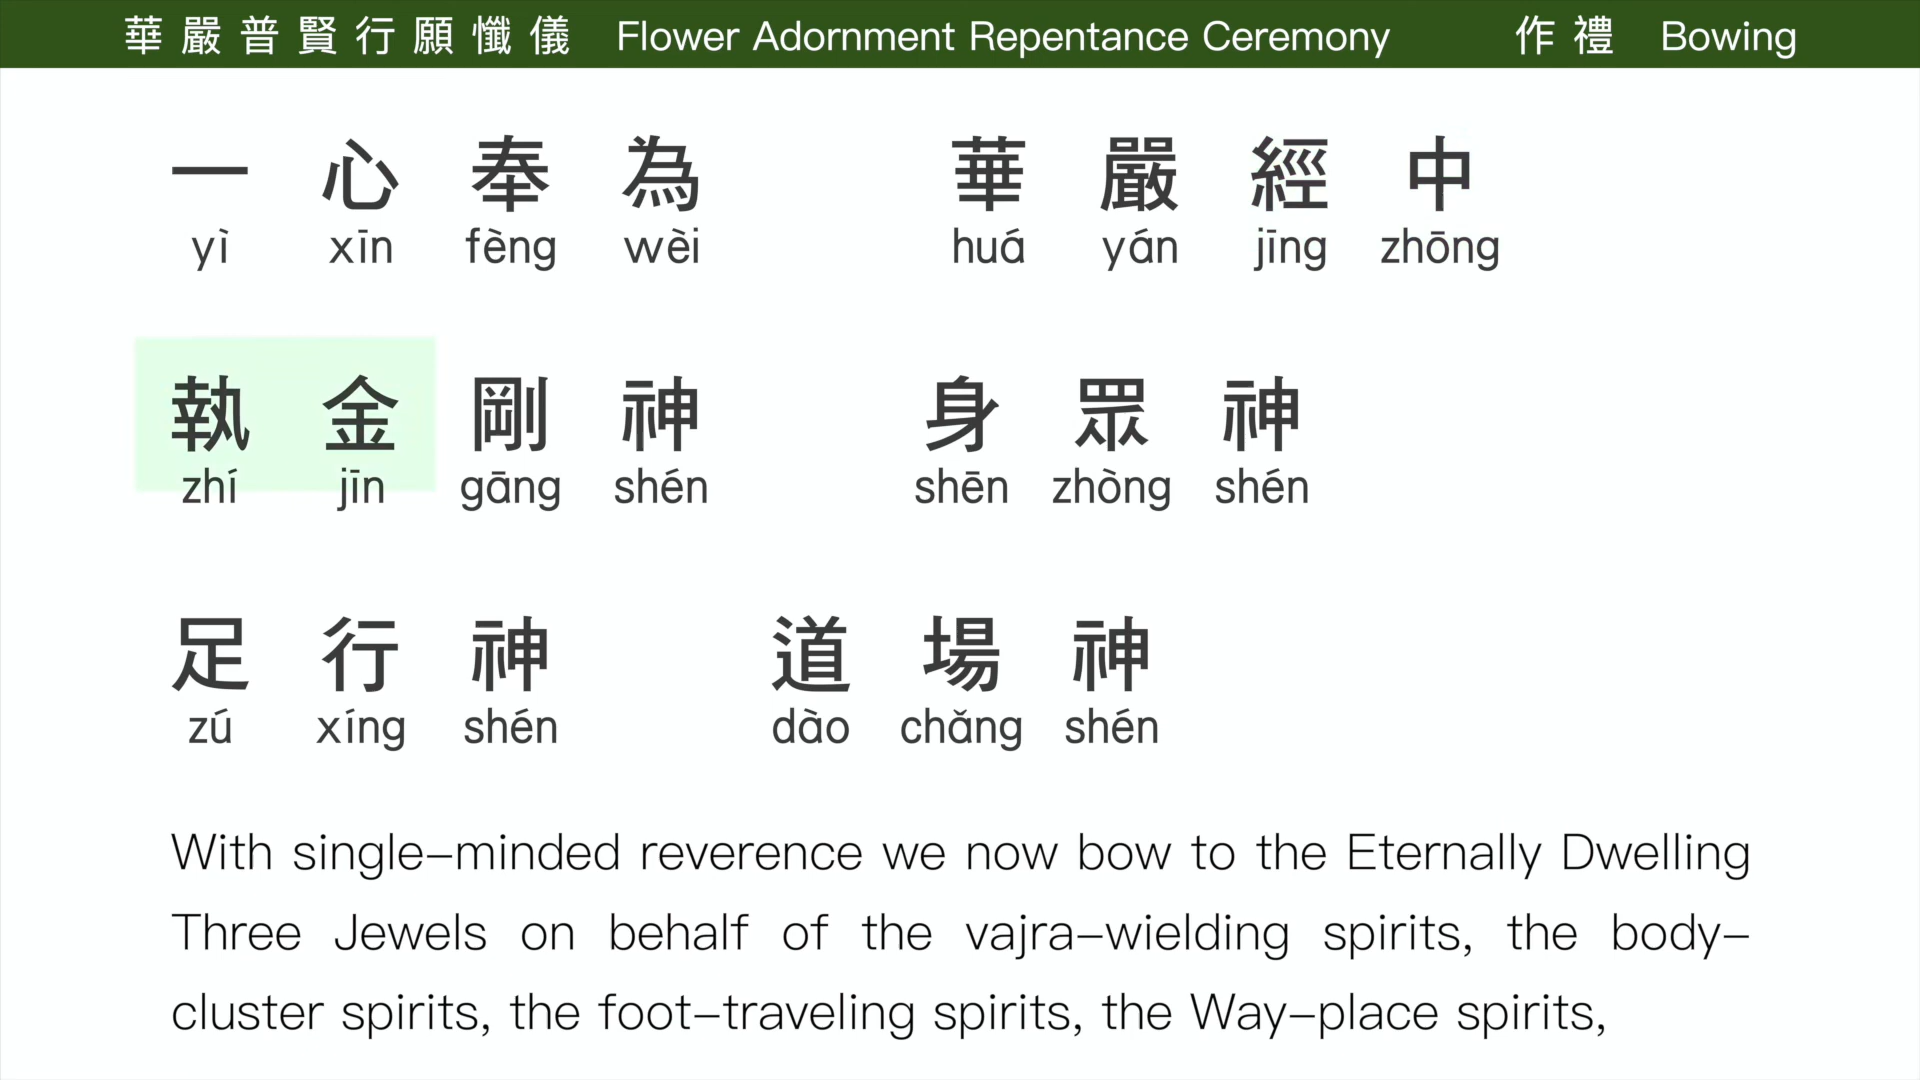 華嚴普賢行願懺儀 Flower Adornment Repentance Ceremony 作禮 Bowing
一心奉為 華嚴經中
yì xīn fèng wèi huá yán jīng zhōng
執金剛神 身眾神
zhí jīn gāng shén shēn zhòng shén
足行神 道場神
zú xíng shén dào chǎng shén
With single-minded reverence we now bow to the Eternally Dwelling
Three Jewels on behalf of the vajra-wielding spirits, the body-
cluster spirits, the foot-traveling spirits, the Way-place spirits,